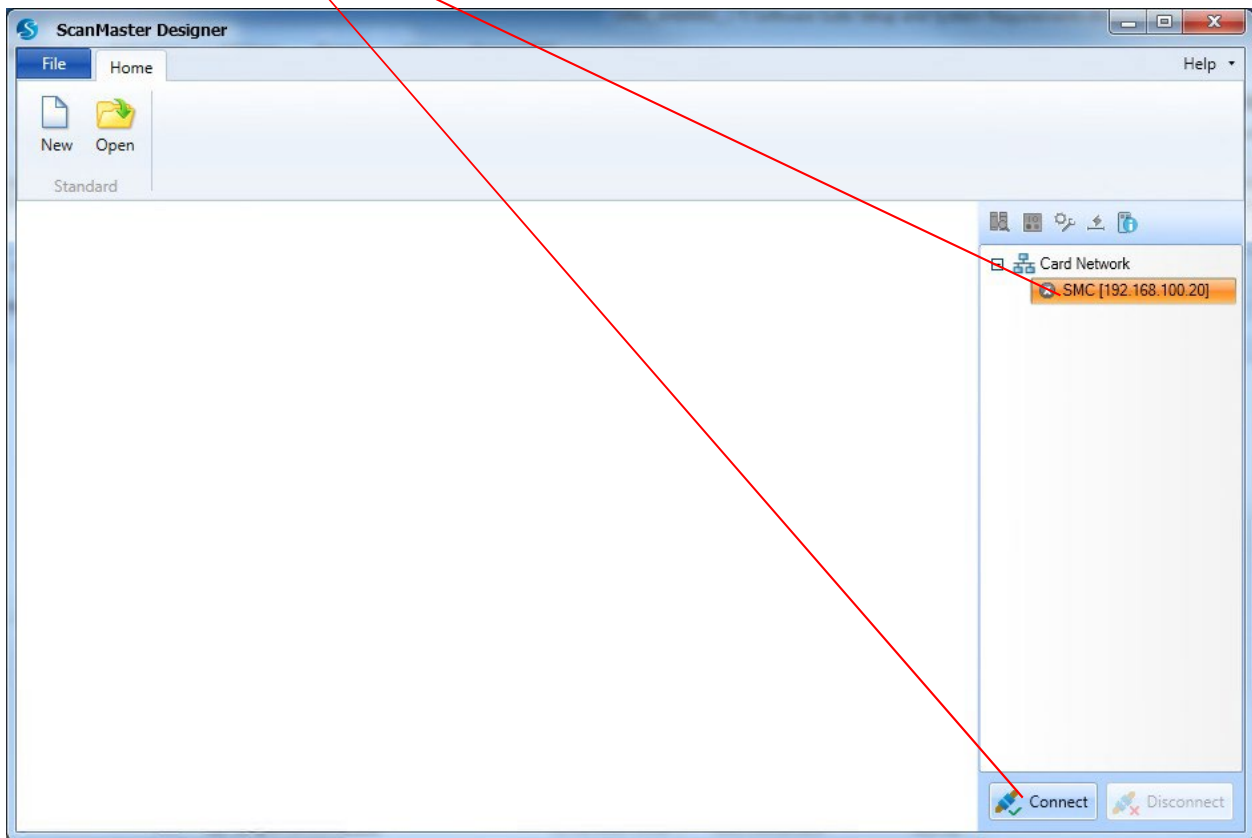 ScanMaster Designer
File Home Help
New Open
Standard
Card Network
SMC [192.168.100.20]
Connect Disconnect